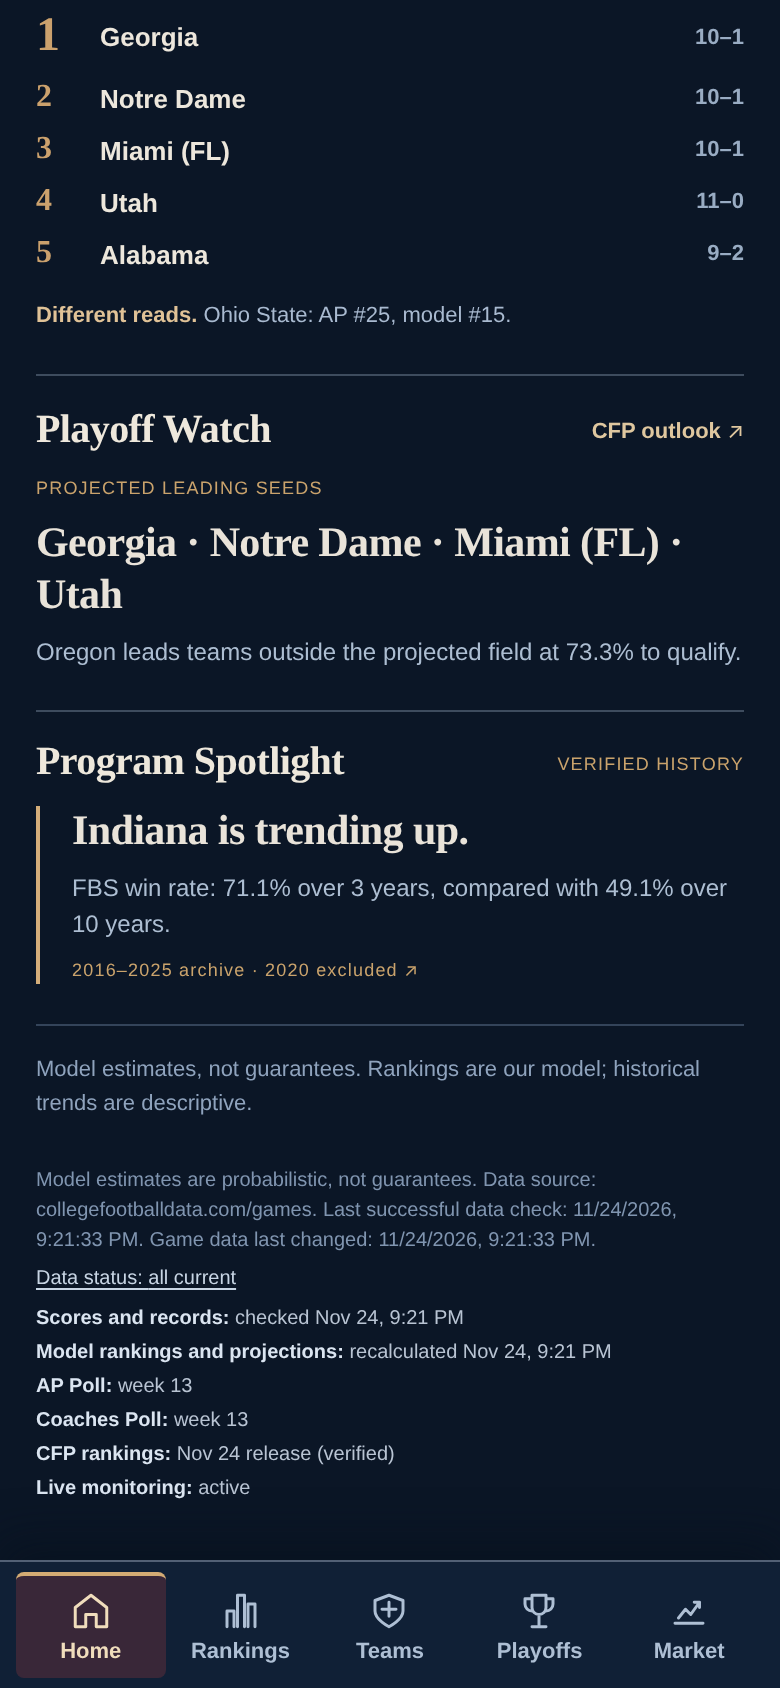 1 Georgia 10–1
2 Notre Dame 10–1
3 Miami (FL) 10–1
4 Utah 11–0
5 Alabama 9–2
Different reads. Ohio State: AP #25, model #15.
Playoff Watch CFP outlook ↗
PROJECTED LEADING SEEDS
Georgia · Notre Dame · Miami (FL) ·
Utah
Oregon leads teams outside the projected field at 73.3% to qualify.
Program Spotlight VERIFIED HISTORY
Indiana is trending up.
FBS win rate: 71.1% over 3 years, compared with 49.1% over
10 years.
2016–2025 archive · 2020 excluded ↗
Model estimates, not guarantees. Rankings are our model; historical
trends are descriptive.
Model estimates are probabilistic, not guarantees. Data source:
collegefootballdata.com/games. Last successful data check: 11/24/2026,
9:21:33 PM. Game data last changed: 11/24/2026, 9:21:33 PM.
Data status: all current
Scores and records: checked Nov 24, 9:21 PM
Model rankings and projections: recalculated Nov 24, 9:21 PM
AP Poll: week 13
Coaches Poll: week 13
CFP rankings: Nov 24 release (verified)
Live monitoring: active
Home Rankings Teams Playoffs Market